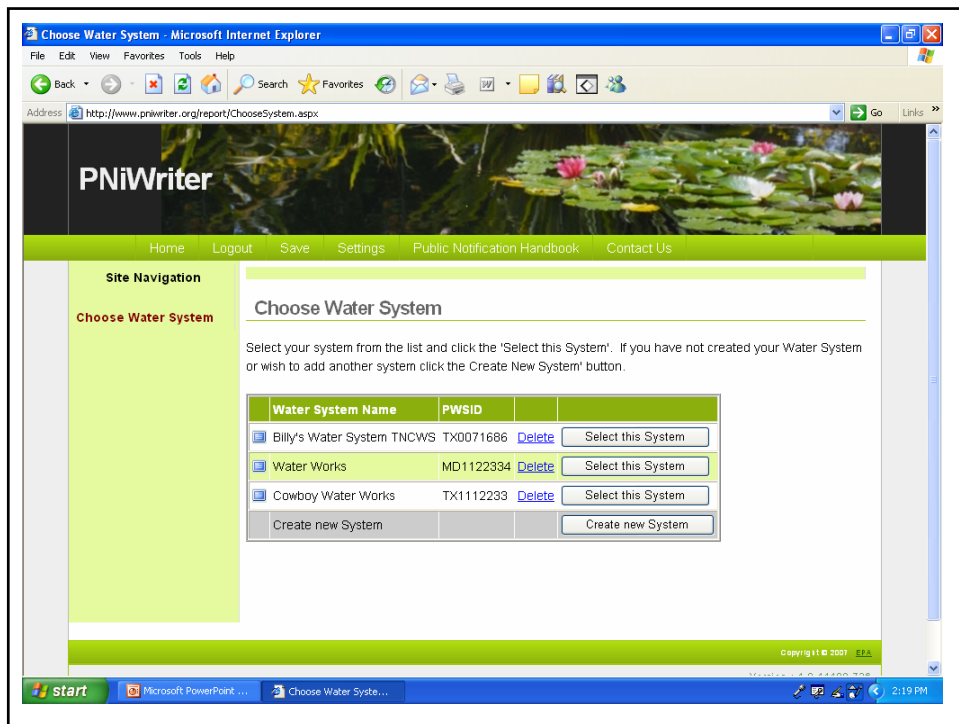 Choose Water System - Microsoft Internet Explorer
File Edit View Favorites Tools Help
Back Search Favorites
Address http://www.pniwriter.org/report/ChooseSystem.aspx Go Links »
PNiWriter
Home Logout Save Settings Public Notification Handbook Contact Us
Site Navigation
Choose Water System
Choose Water System
Select your system from the list and click the 'Select this System'. If you have not created your Water System
or wish to add another system click the Create New System' button.
Water System Name PWSID
Billy's Water System TNCWS TX0071686 Delete Select this System
Water Works MD1122334 Delete Select this System
Cowboy Water Works TX1112233 Delete Select this System
Create new System Create new System
Copyright © 2007 EPA
start Microsoft PowerPoint ... Choose Water Syste... 2:19 PM